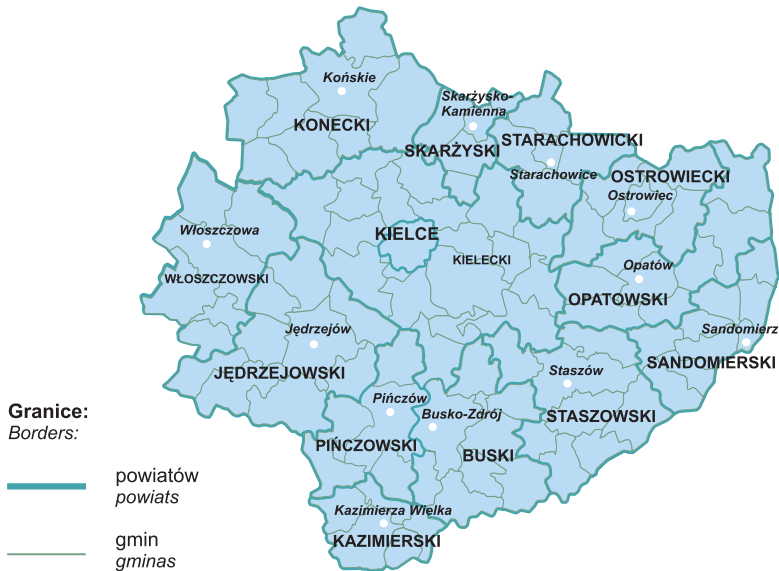 Końskie
KONECKI
Skarżysko-
Kamienna
SKARŻYSKI
STARACHOWICKI
Starachowice
OSTROWIECKI
Ostrowiec
Włoszczowa
WŁOSZCZOWSKI
KIELCE
KIELECKI
Opatów
OPATOWSKI
Sandomierz
SANDOMIERSKI
Jędrzejów
JĘDRZEJOWSKI
Staszów
STASZOWSKI
Pińczów
PIŃCZOWSKI
Busko-Zdrój
BUSKI
Kazimierza Wielka
KAZIMIERSKI
Granice:
Borders:
powiatów
powiats
gmin
gminas